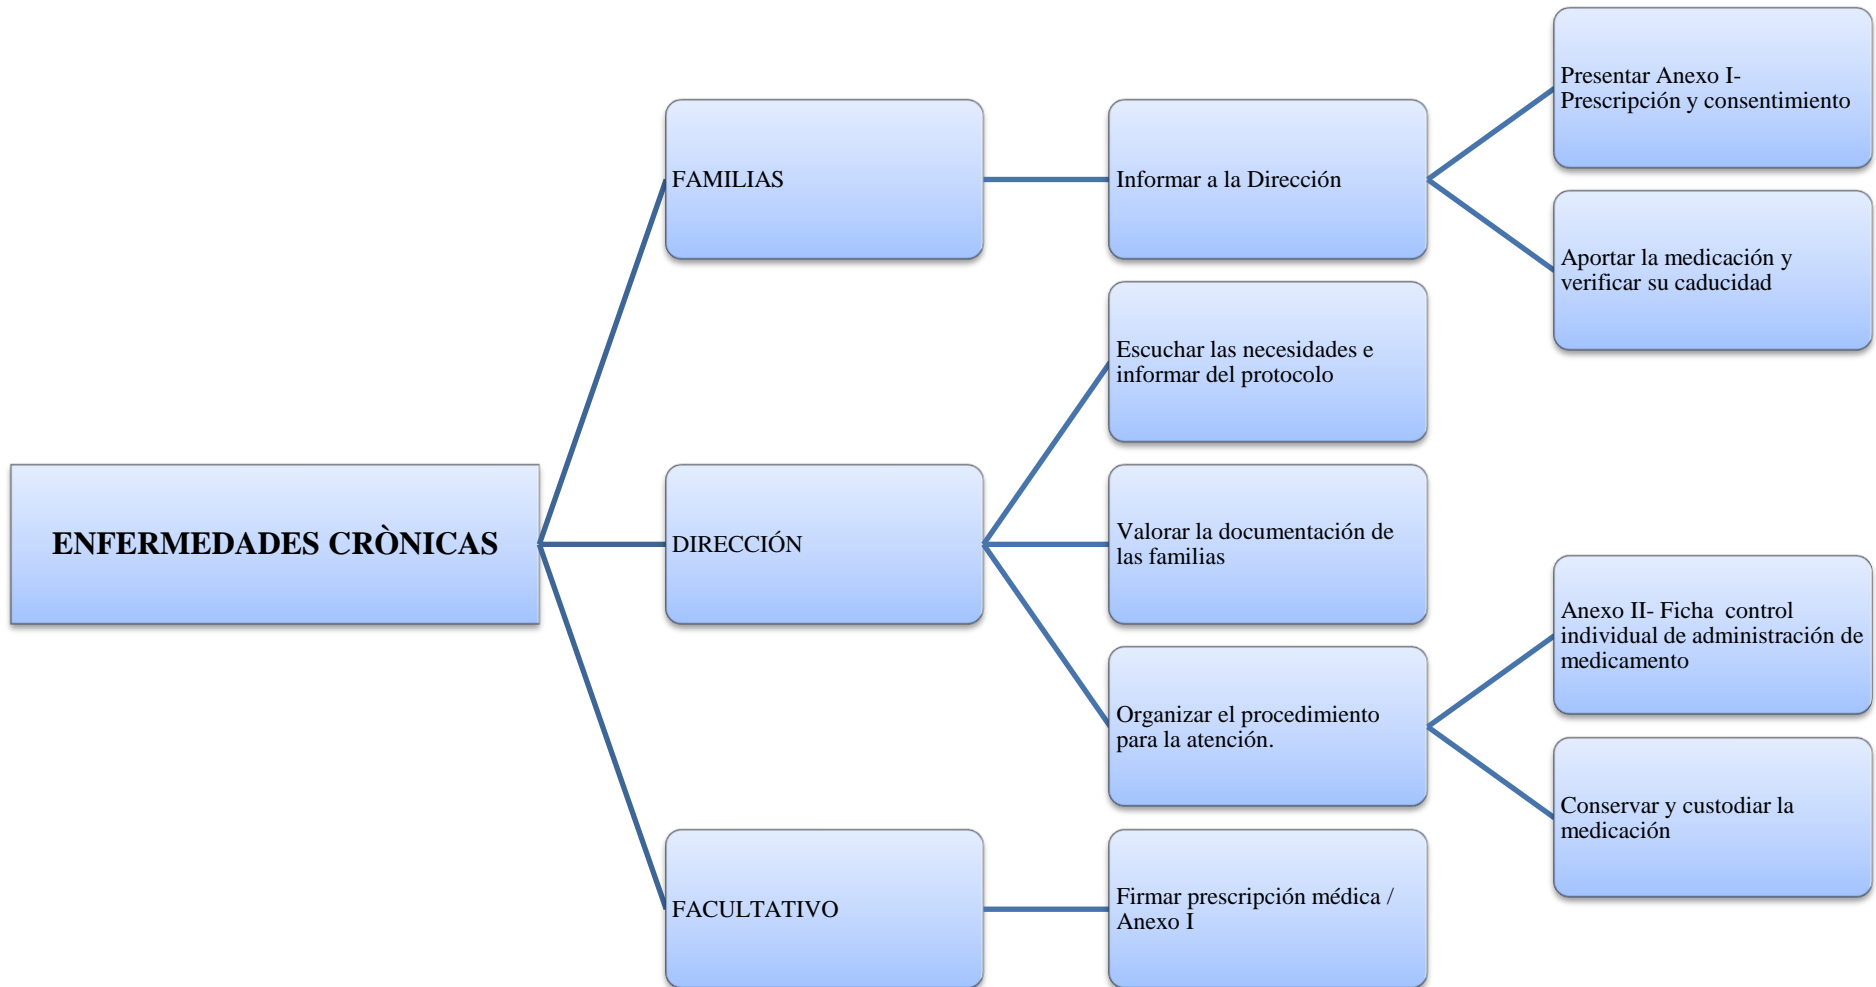 ENFERMEDADES CRÒNICAS
FAMILIAS
Informar a la Dirección
Presentar Anexo I-
Prescripción y consentimiento
Aportar la medicación y
verificar su caducidad
DIRECCIÓN
Escuchar las necesidades e
informar del protocolo
Valorar la documentación de
las familias
Organizar el procedimiento
para la atención.
Anexo II- Ficha  control
individual de administración de
medicamento
Conservar y custodiar la
medicación
FACULTATIVO
Firmar prescripción médica /
Anexo I